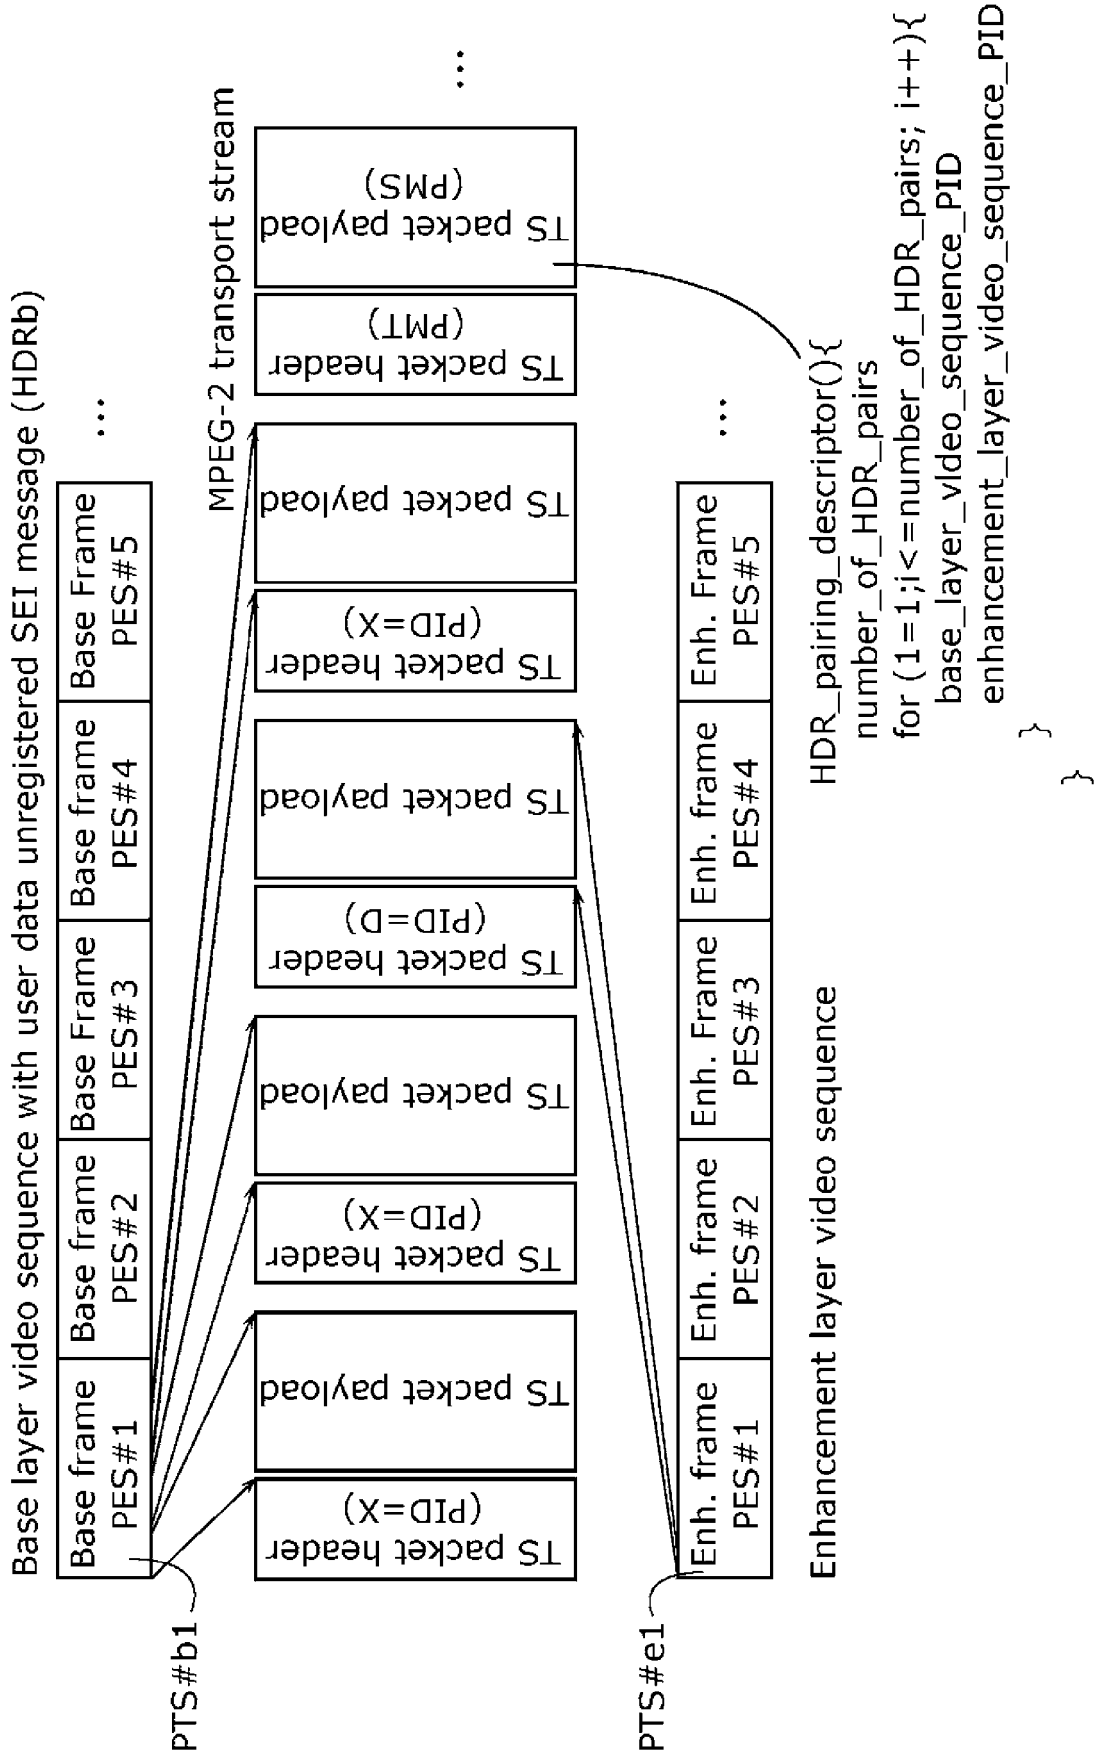 Base layer video sequence with user data unregistered SEI message (HDRb)
Base frame
PES#1
Base frame
PES#2
Base Frame
PES#3
Base frame
PES#4
Base Frame
PES#5
...
PTS#b1
MPEG-2 transport stream
TS packet header
(PID=X)
TS packet payload
TS packet header
(PID=X)
TS packet payload
TS packet header
(PID=D)
TS packet payload
TS packet header
(PID=X)
TS packet payload
TS packet header
(PMT)
TS packet payload
(PMS)
...
PTS#e1
Enh. frame
PES#1
Enh. frame
PES#2
Enh. Frame
PES#3
Enh. frame
PES#4
Enh. Frame
PES#5
...
Enhancement layer video sequence
HDR_pairing_descriptor(){
number_of_HDR_pairs
for (1=1;i<=number_of_HDR_pairs; i++){
base_layer_vldeo_sequence_PID
enhancement_layer_video_sequence_PID
}
}